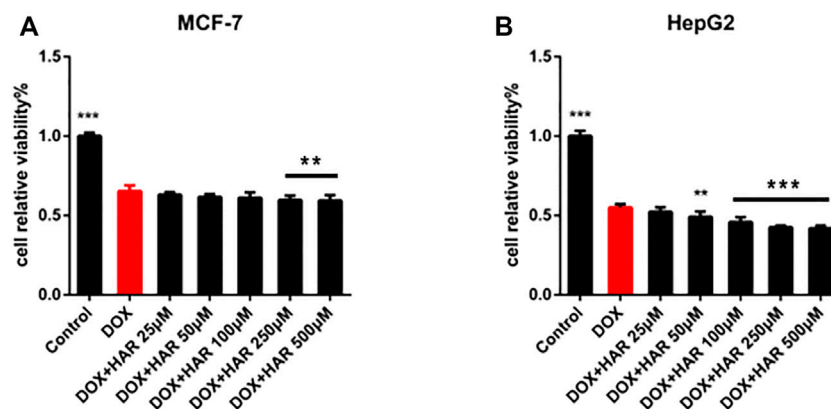 A
MCF-7
cell relative viability%
1.5
1.0
0.5
0.0
***
**
Control
DOX
DOX+HAR 25µM
DOX+HAR 50µM
DOX+HAR 100µM
DOX+HAR 250µM
DOX+HAR 500µM
B
HepG2
cell relative viability%
1.5
1.0
0.5
0.0
***
**
***
Control
DOX
DOX+HAR 25µM
DOX+HAR 50µM
DOX+HAR 100µM
DOX+HAR 250µM
DOX+HAR 500µM